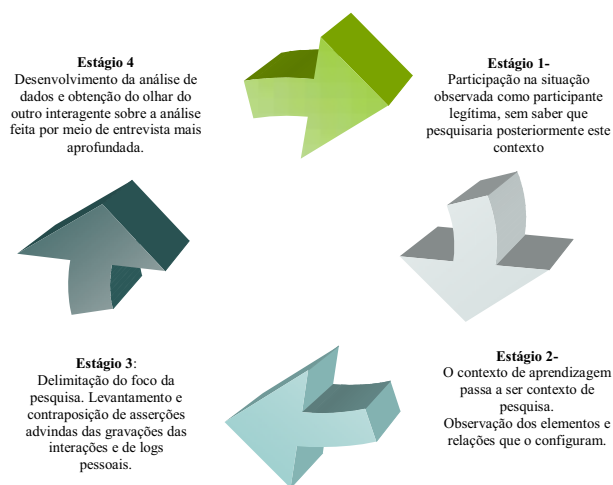 Estágio 4
Desenvolvimento da análise de
dados e obtenção do olhar do
outro interagente sobre a análise
feita por meio de entrevista mais
aprofundada.
Estágio 1-
Participação na situação
observada como participante
legítima, sem saber que
pesquisaria posteriormente este
contexto
Estágio 3:
Delimitação do foco da
pesquisa. Levantamento e
contraposição de asserções
advindas das gravações das
interações e de logs
pessoais.
Estágio 2-
O contexto de aprendizagem
passa a ser contexto de
pesquisa.
Observação dos elementos e
relações que o configuram.